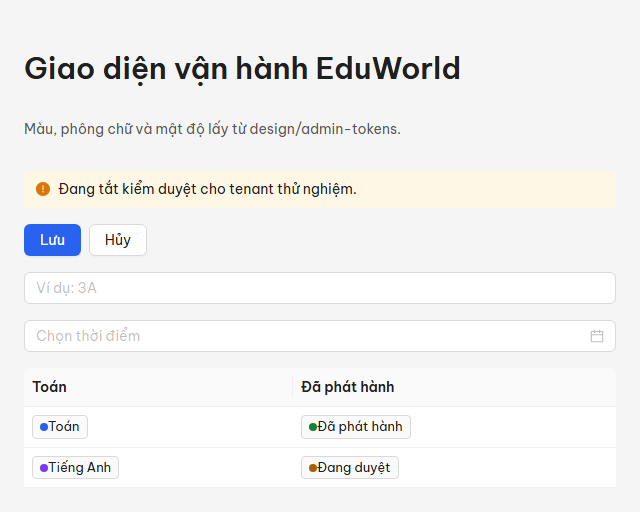 Giao diện vận hành EduWorld
Màu, phông chữ và mật độ lấy từ design/admin-tokens.
Đang tắt kiểm duyệt cho tenant thử nghiệm.
Lưu Hủy
Ví dụ: 3A
Chọn thời điểm
Toán Đã phát hành
Toán Đã phát hành
Tiếng Anh Đang duyệt